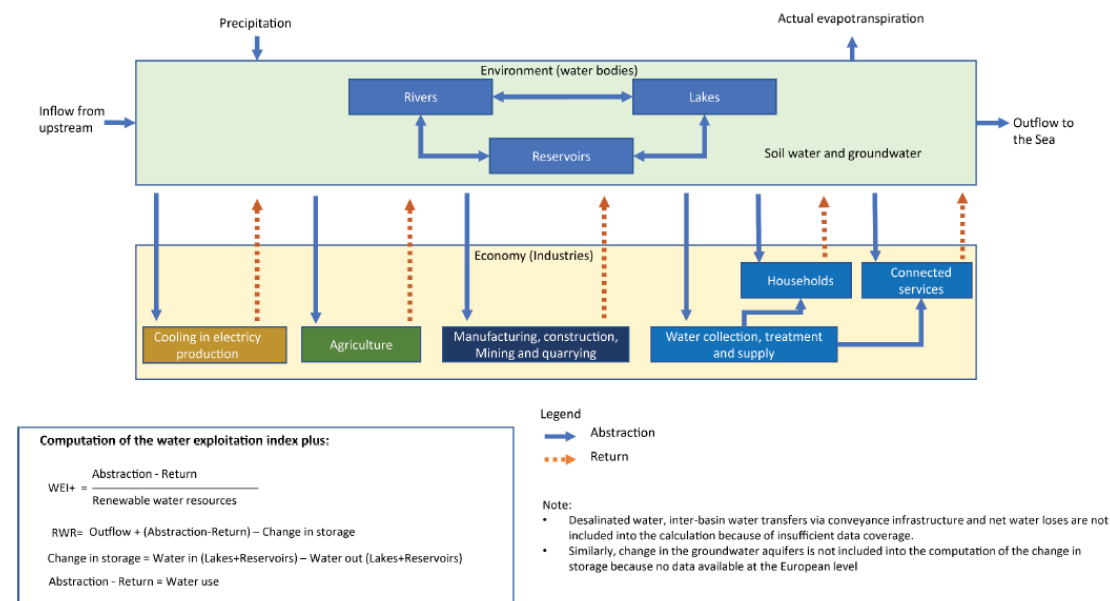 Precipitation
Actual evapotranspiration
Environment (water bodies)
Rivers
Lakes
Inflow from
upstream
Outflow to
the Sea
Reservoirs
Soil water and groundwater
Economy (Industries)
Households
Connected
services
Cooling in electricy
production
Agriculture
Manufacturing, construction,
Mining and quarrying
Water collection, treatment
and supply
Legend
Abstraction
Return
Computation of the water exploitation index plus:
WEI+ =
Abstraction - Return
Renewable water resources
RWR= Outflow + (Abstraction-Return) – Change in storage
Change in storage = Water in (Lakes+Reservoirs) – Water out (Lakes+Reservoirs)
Abstraction - Return = Water use
Note:
• Desalinated water, inter-basin water transfers via conveyance infrastructure and net water loses are not
included into the calculation because of insufficient data coverage.
• Similarly, change in the groundwater aquifers is not included into the computation of the change in
storage because no data available at the European level